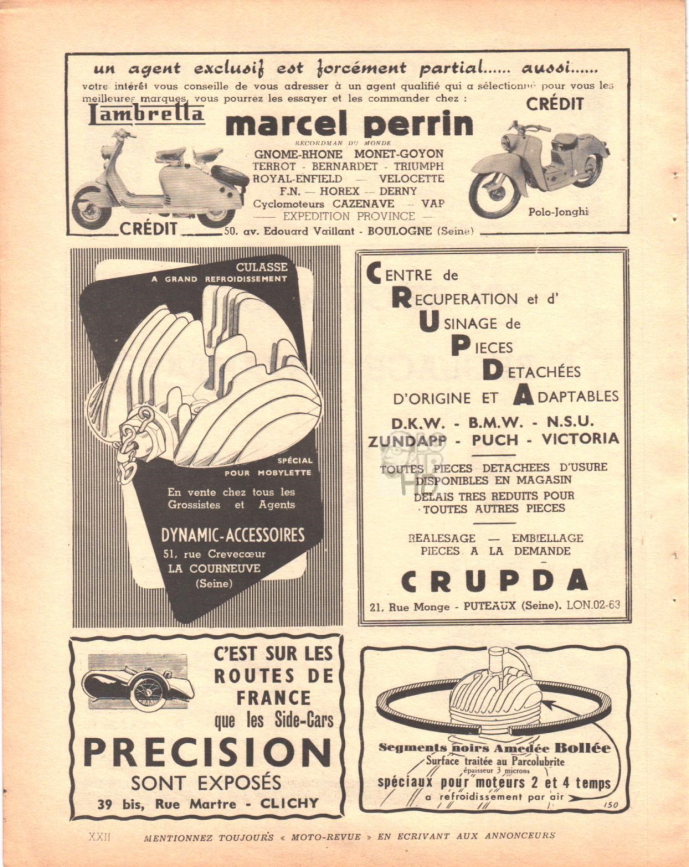 un agent exclusif est forcément partial...... aussi......
votre intérêt vous conseille de vous adresser à un agent qualifié qui a sélectionné pour vous les
meilleures marques, vous pourrez les essayer et les commander chez :
Lambretta
CRÉDIT
marcel perrin
RECORDMAN DU MONDE
GNOME-RHONE MONET-GOYON
TERROT - BERNARDET - TRIUMPH
ROYAL-ENFIELD — VELOCETTE
F.N. — HOREX — DERNY
Cyclomoteurs CAZENAVE — VAP
— EXPEDITION PROVINCE —
Polo-Jonghi
CRÉDIT
50, av. Edouard Vaillant - BOULOGNE (Seine)
CULASSE
A GRAND REFROIDISSEMENT
SPÉCIAL
POUR MOBYLETTE
En vente chez tous les
Grossistes et Agents
DYNAMIC-ACCESSOIRES
51, rue Crevecœur
LA COURNEUVE
(Seine)
CENTRE de
RECUPERATION et d'
USINAGE de
PIECES
DETACHÉES
D'ORIGINE ET ADAPTABLES
D.K.W. - B.M.W. - N.S.U.
ZUNDAPP - PUCH - VICTORIA
TOUTES PIECES DETACHEES D'USURE
DISPONIBLES EN MAGASIN
DELAIS TRES REDUITS POUR
TOUTES AUTRES PIECES
REALESAGE — EMBIELLAGE
PIECES A LA DEMANDE
CRUPDA
21, Rue Monge - PUTEAUX (Seine). LON.02-63
C'EST SUR LES
ROUTES DE
FRANCE
que les Side-Cars
PRECISION
SONT EXPOSÉS
39 bis, Rue Martre - CLICHY
Segments noirs Amedée Bollée
Surface traitée au Parcolubrite
épaisseur 3 microns
spéciaux pour moteurs 2 et 4 temps
a refroidissement par air
150
XXII
MENTIONNEZ TOUJOURS « MOTO-REVUE » EN ECRIVANT AUX ANNONCEURS